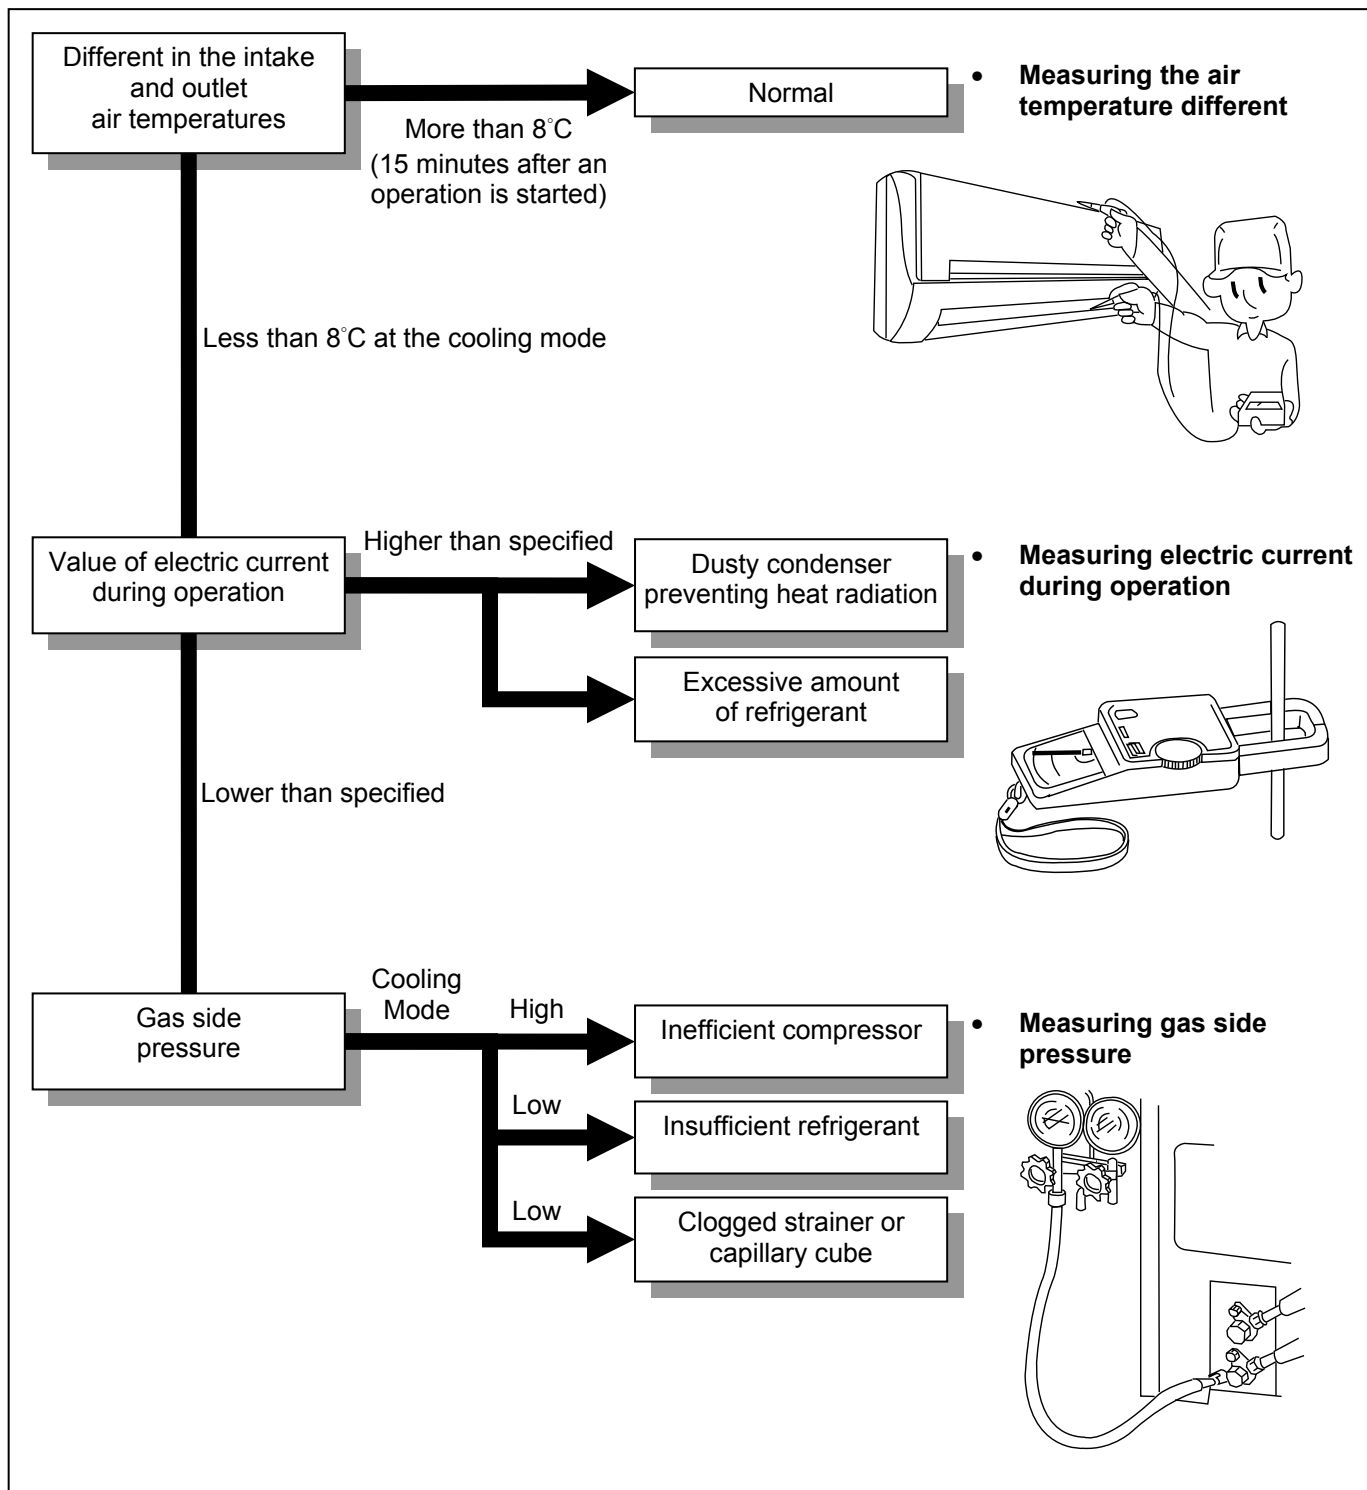 Different in the intake
and outlet
air temperatures
More than 8°C
(15 minutes after an
operation is started)
Normal
• Measuring the air
temperature different
Less than 8°C at the cooling mode
Value of electric current
during operation
Higher than specified
Dusty condenser
preventing heat radiation
Excessive amount
of refrigerant
• Measuring electric current
during operation
Lower than specified
Gas side
pressure
Cooling
Mode
High
Inefficient compressor
Low
Insufficient refrigerant
Low
Clogged strainer or
capillary cube
• Measuring gas side
pressure